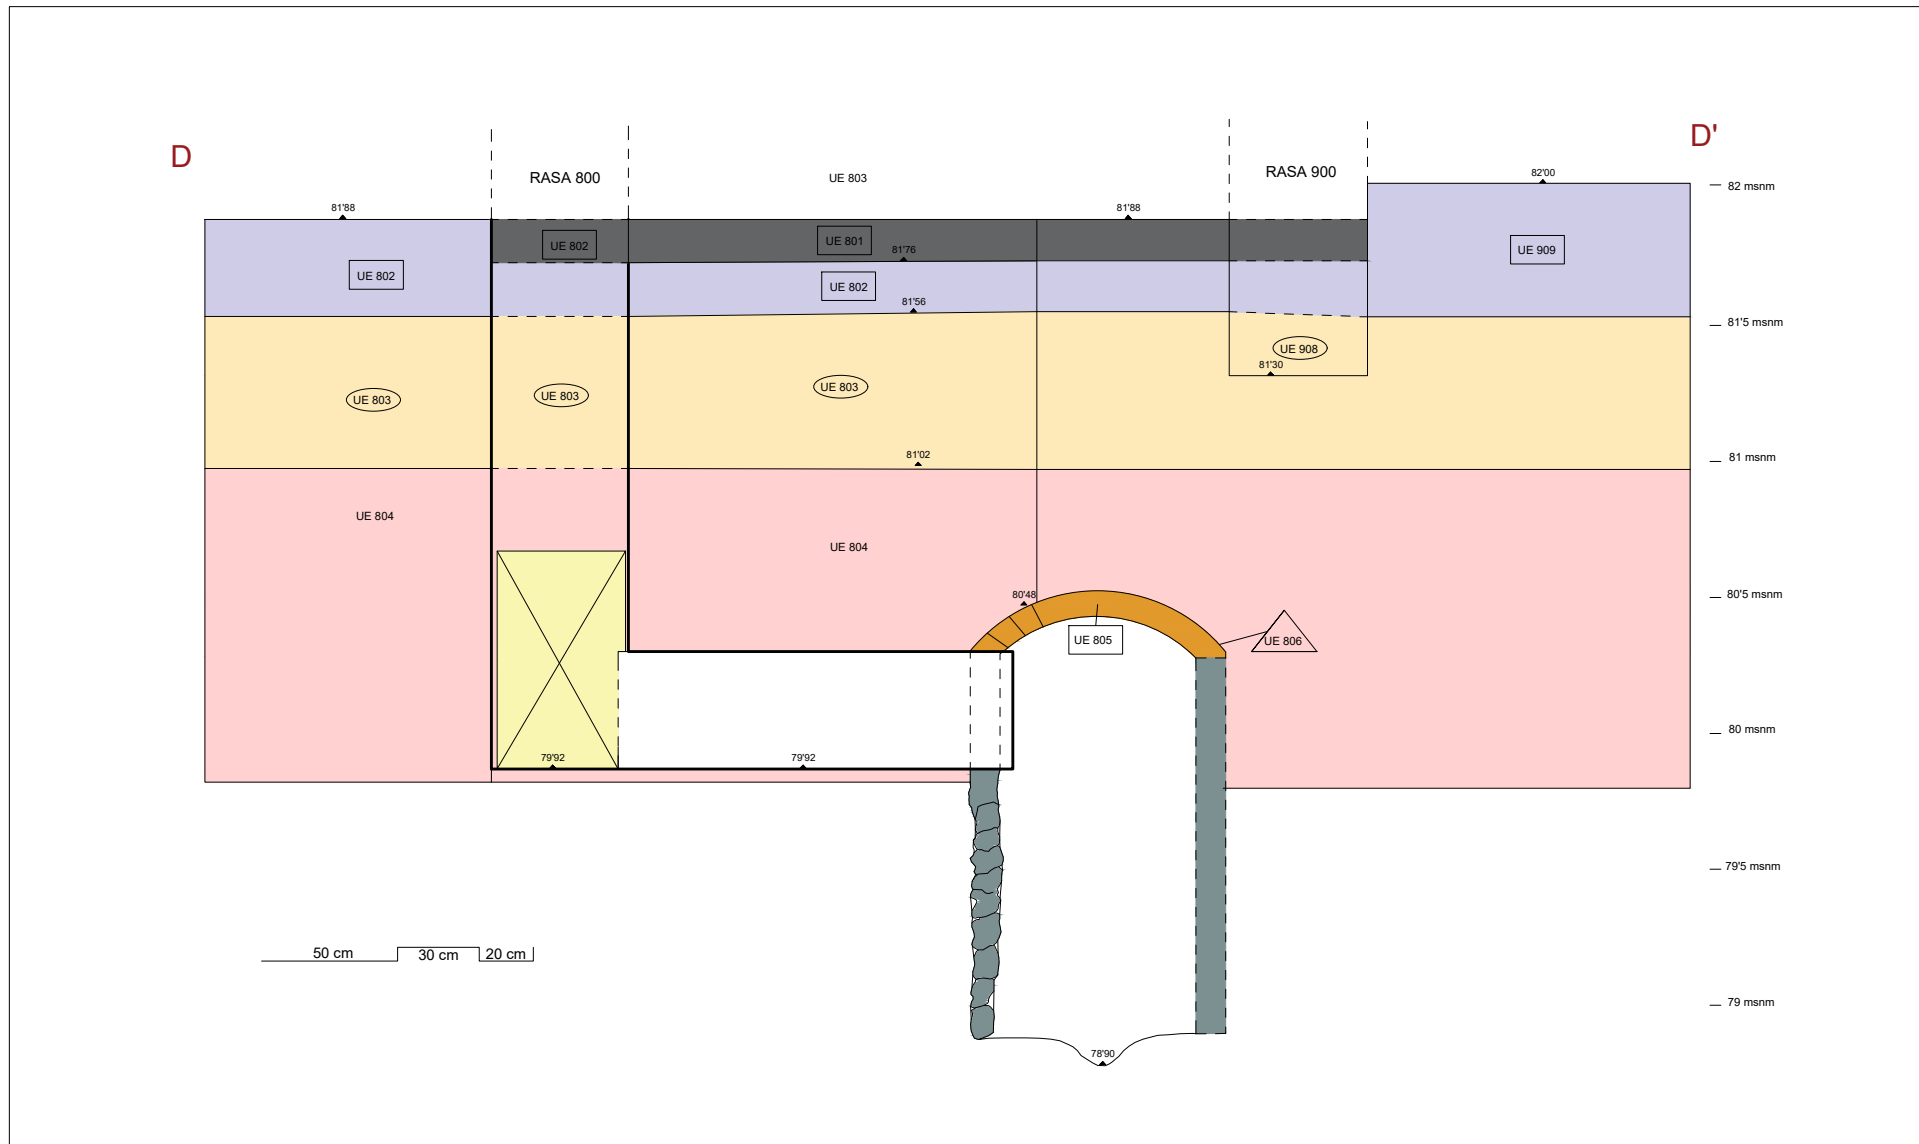 D
D'
RASA 800
UE 803
RASA 900
82'00
82 msnm
81'88
81'88
UE 802
UE 801
81'76
UE 909
UE 802
UE 802
81'56
81'5 msnm
UE 908
81'30
UE 803
UE 803
UE 803
81'02
81 msnm
UE 804
UE 804
80'48
80'5 msnm
UE 805
UE 806
79'92
79'92
80 msnm
79'5 msnm
50 cm
30 cm
20 cm
79 msnm
78'90